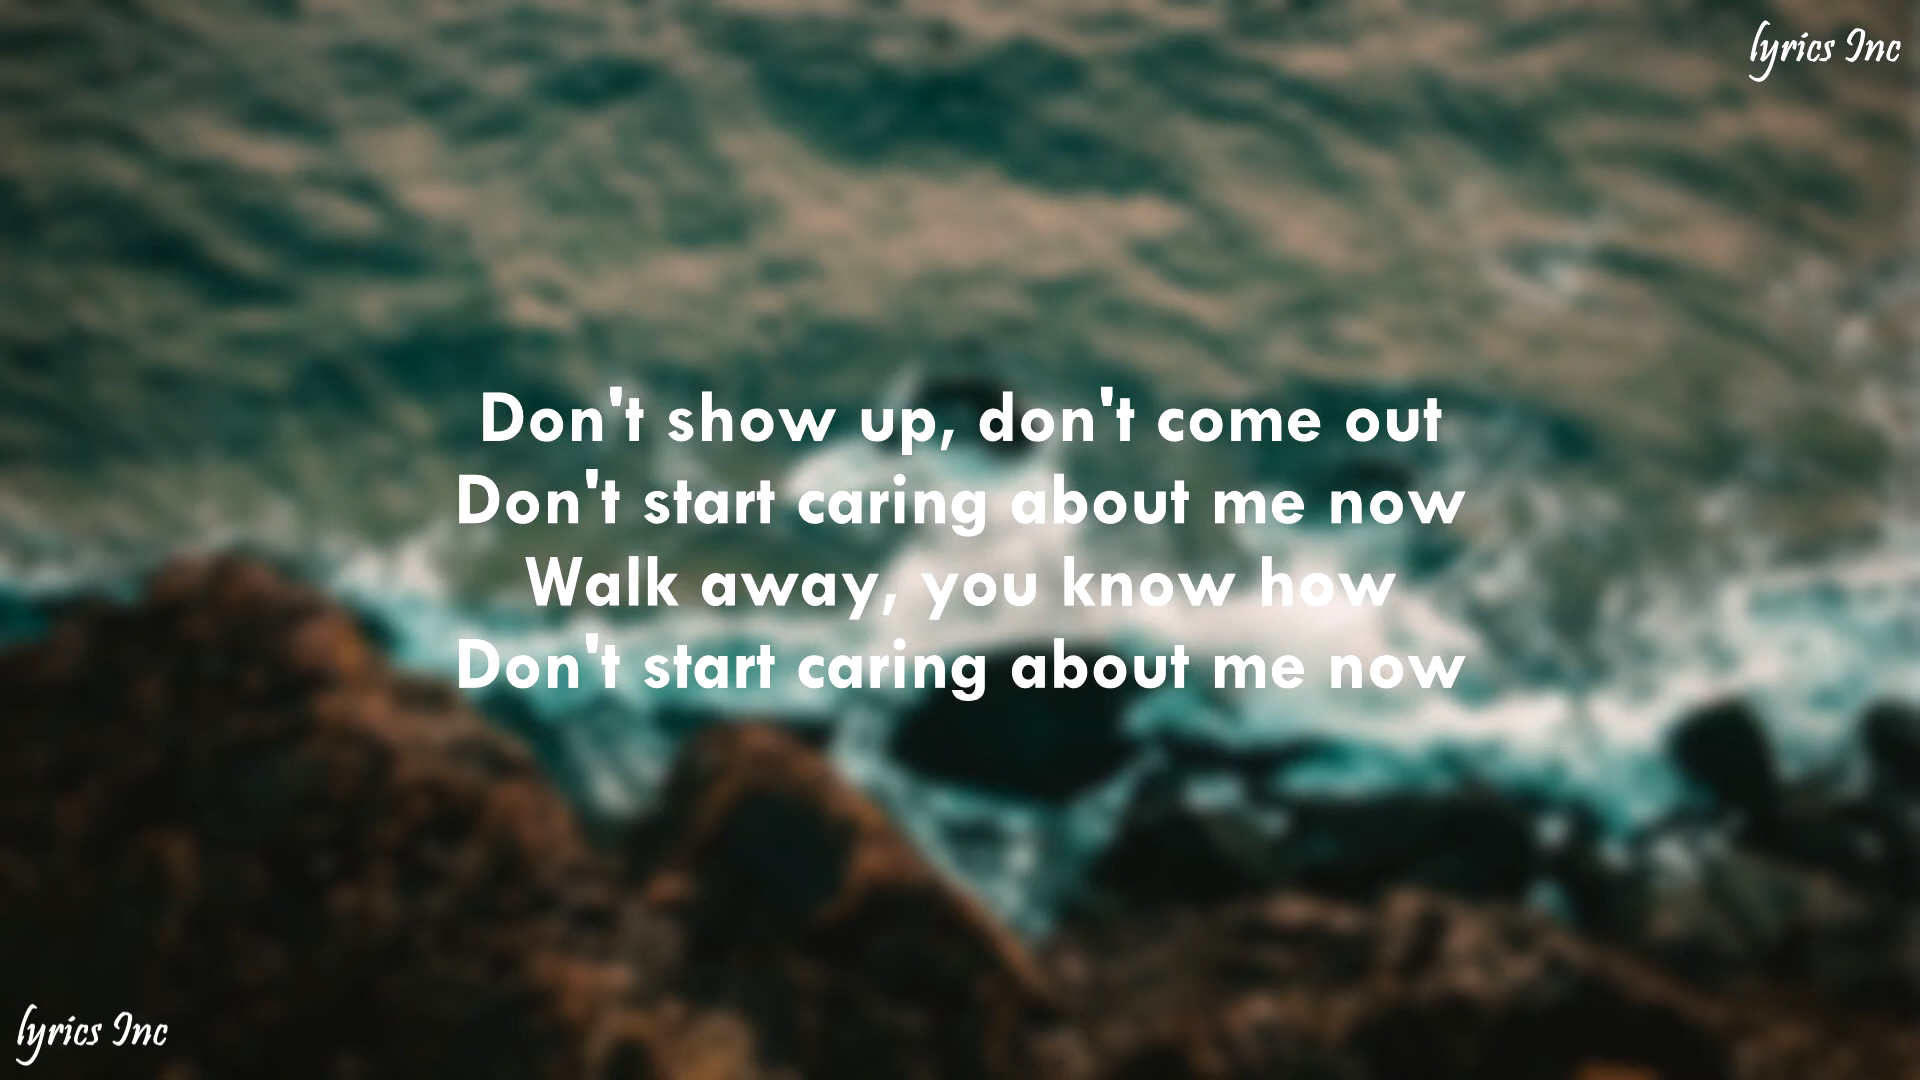 lyrics Inc
Don't show up, don't come out
Don't start caring about me now
Walk away, you know how
Don't start caring about me now
lyrics Inc